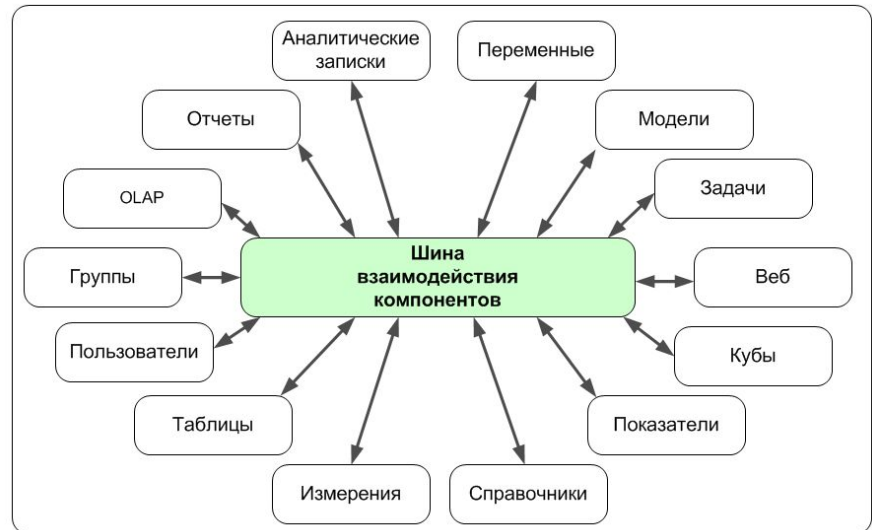 Аналитические
записки
Переменные
Отчеты
Модели
OLAP
Задачи
Шина
взаимодействия
компонентов
Группы
Веб
Пользователи
Кубы
Таблицы
Показатели
Измерения
Справочники